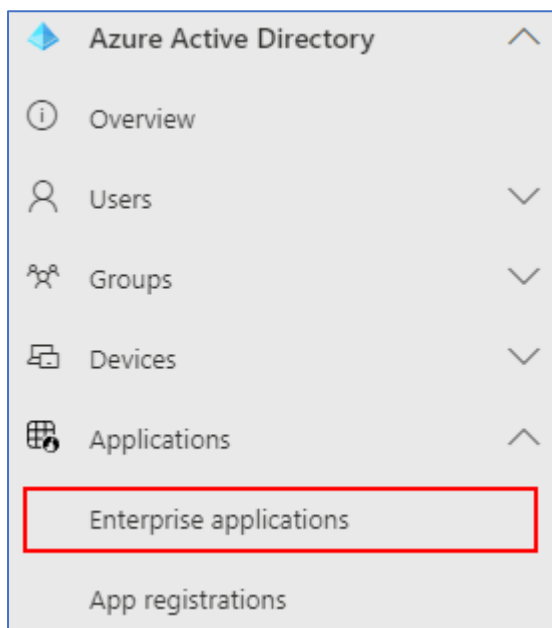 Azure Active Directory
Overview
Users
Groups
Devices
Applications
Enterprise applications
App registrations